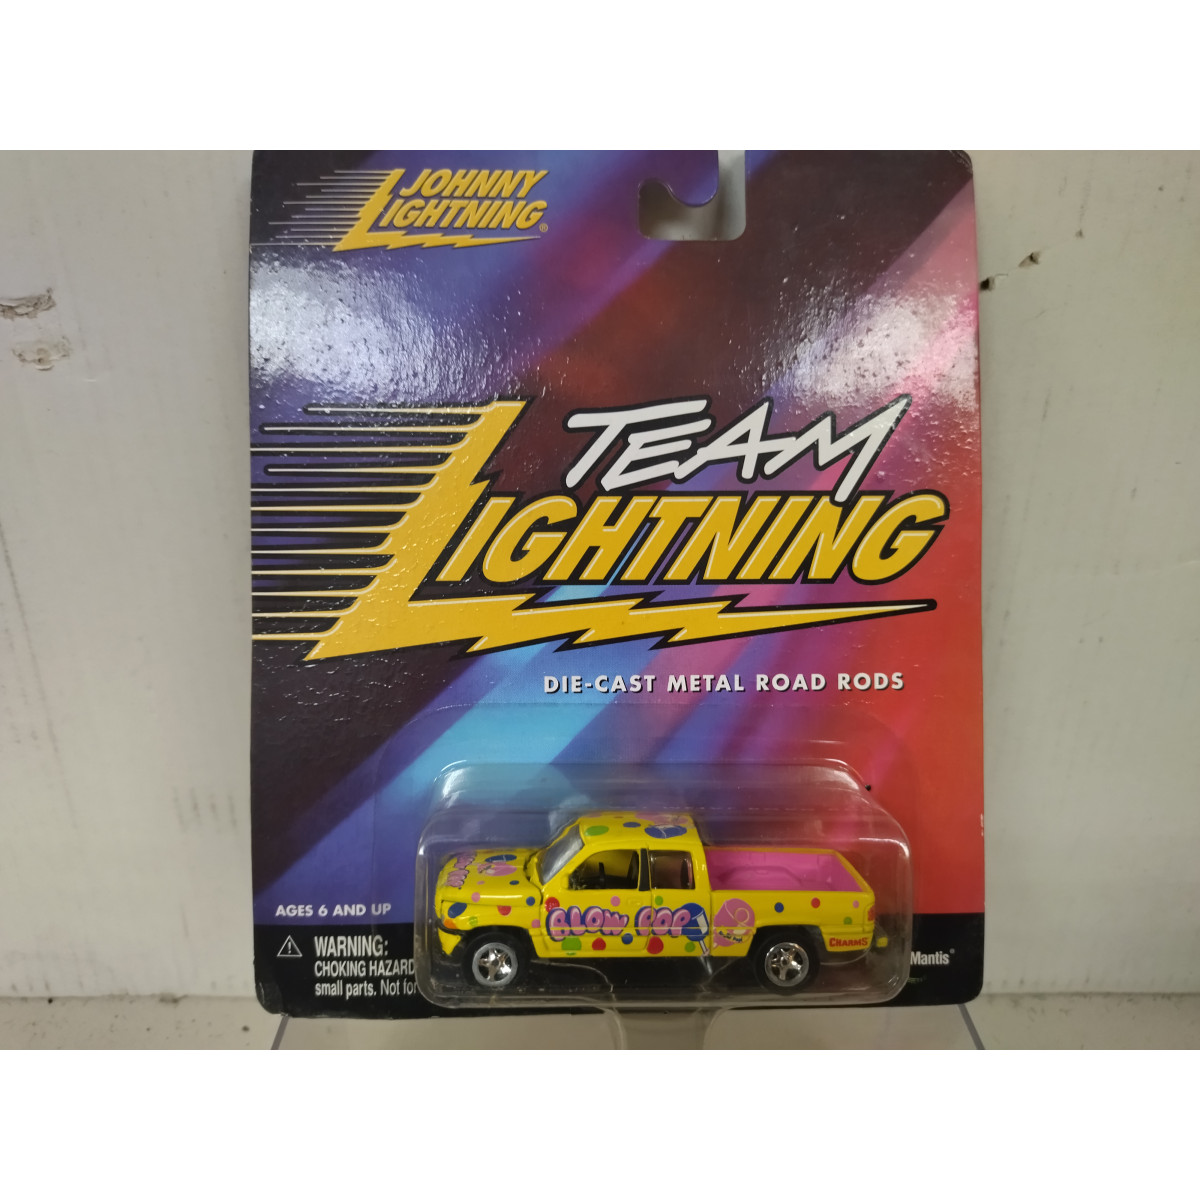 JOHNNY
LIGHTNING®
TEAM
LIGHTNING
DIE-CAST METAL ROAD RODS
BLOW POP
CHARMS
AGES 6 AND UP
WARNING:
CHOKING HAZARD
small parts. Not for
Mantis®